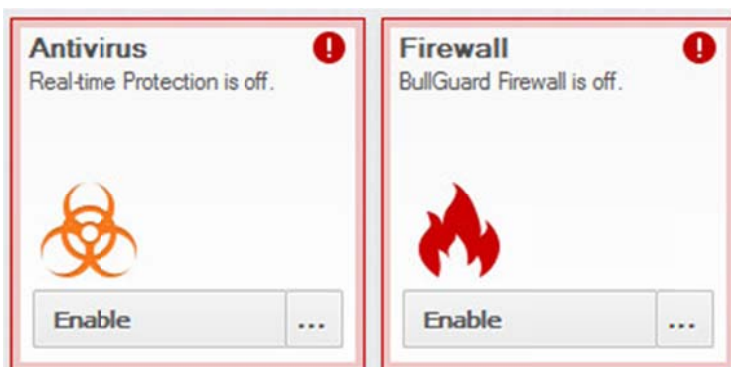 Antivirus
Real-time Protection is off.
Enable
...
Firewall
BullGuard Firewall is off.
Enable
...